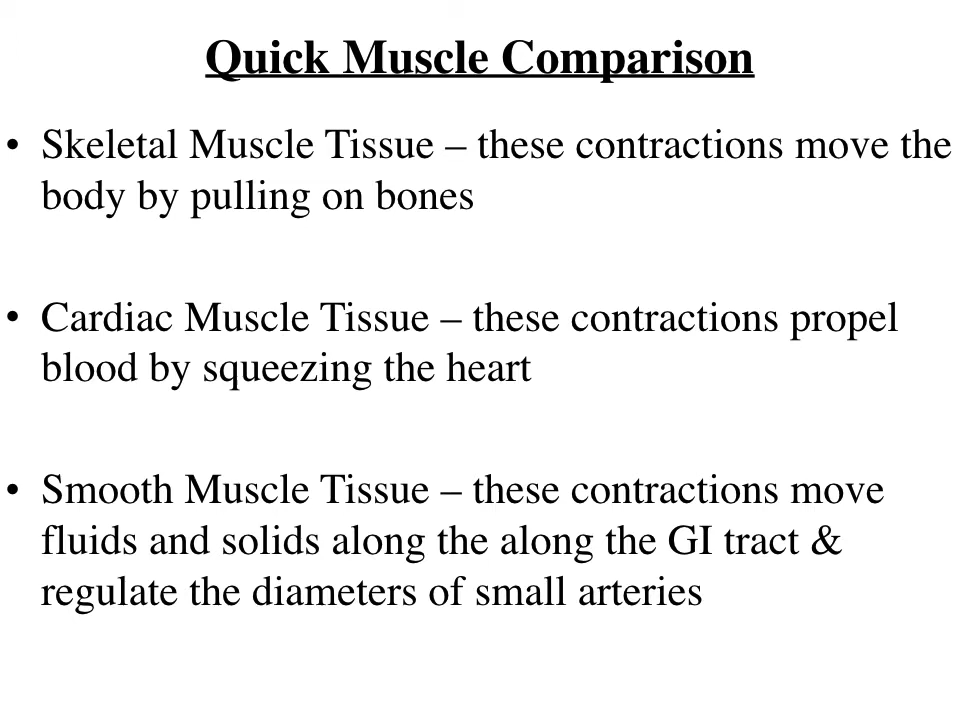 Quick Muscle Comparison
• Skeletal Muscle Tissue – these contractions move the
body by pulling on bones
• Cardiac Muscle Tissue – these contractions propel
blood by squeezing the heart
• Smooth Muscle Tissue – these contractions move
fluids and solids along the along the GI tract &
regulate the diameters of small arteries